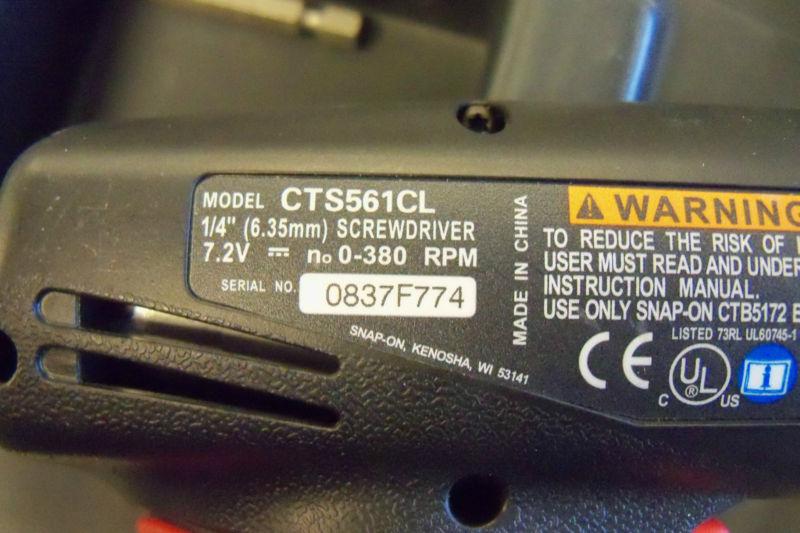 MODEL CTS561CL
1/4" (6.35mm) SCREWDRIVER
7.2V ⎓ no 0-380 RPM
SERIAL NO. 0837F774
SNAP-ON, KENOSHA, WI 53141
MADE IN CHINA
WARNING
TO REDUCE THE RISK OF
USER MUST READ AND UNDER
INSTRUCTION MANUAL.
USE ONLY SNAP-ON CTB5172 B
LISTED 73RL UL60745-1
CE
C UL ® US
i